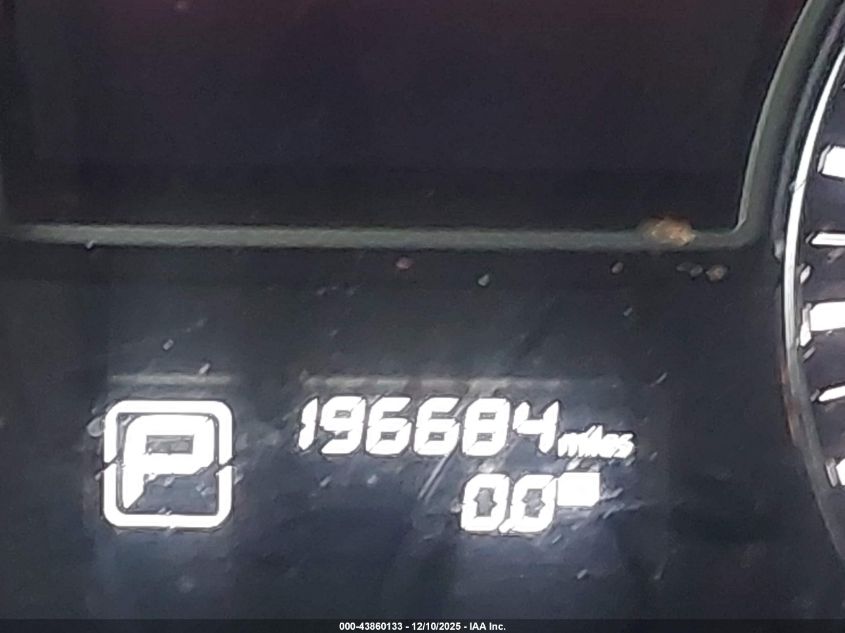 P
196684 miles
0.0
000-43860133 - 12/10/2025 - IAA Inc.